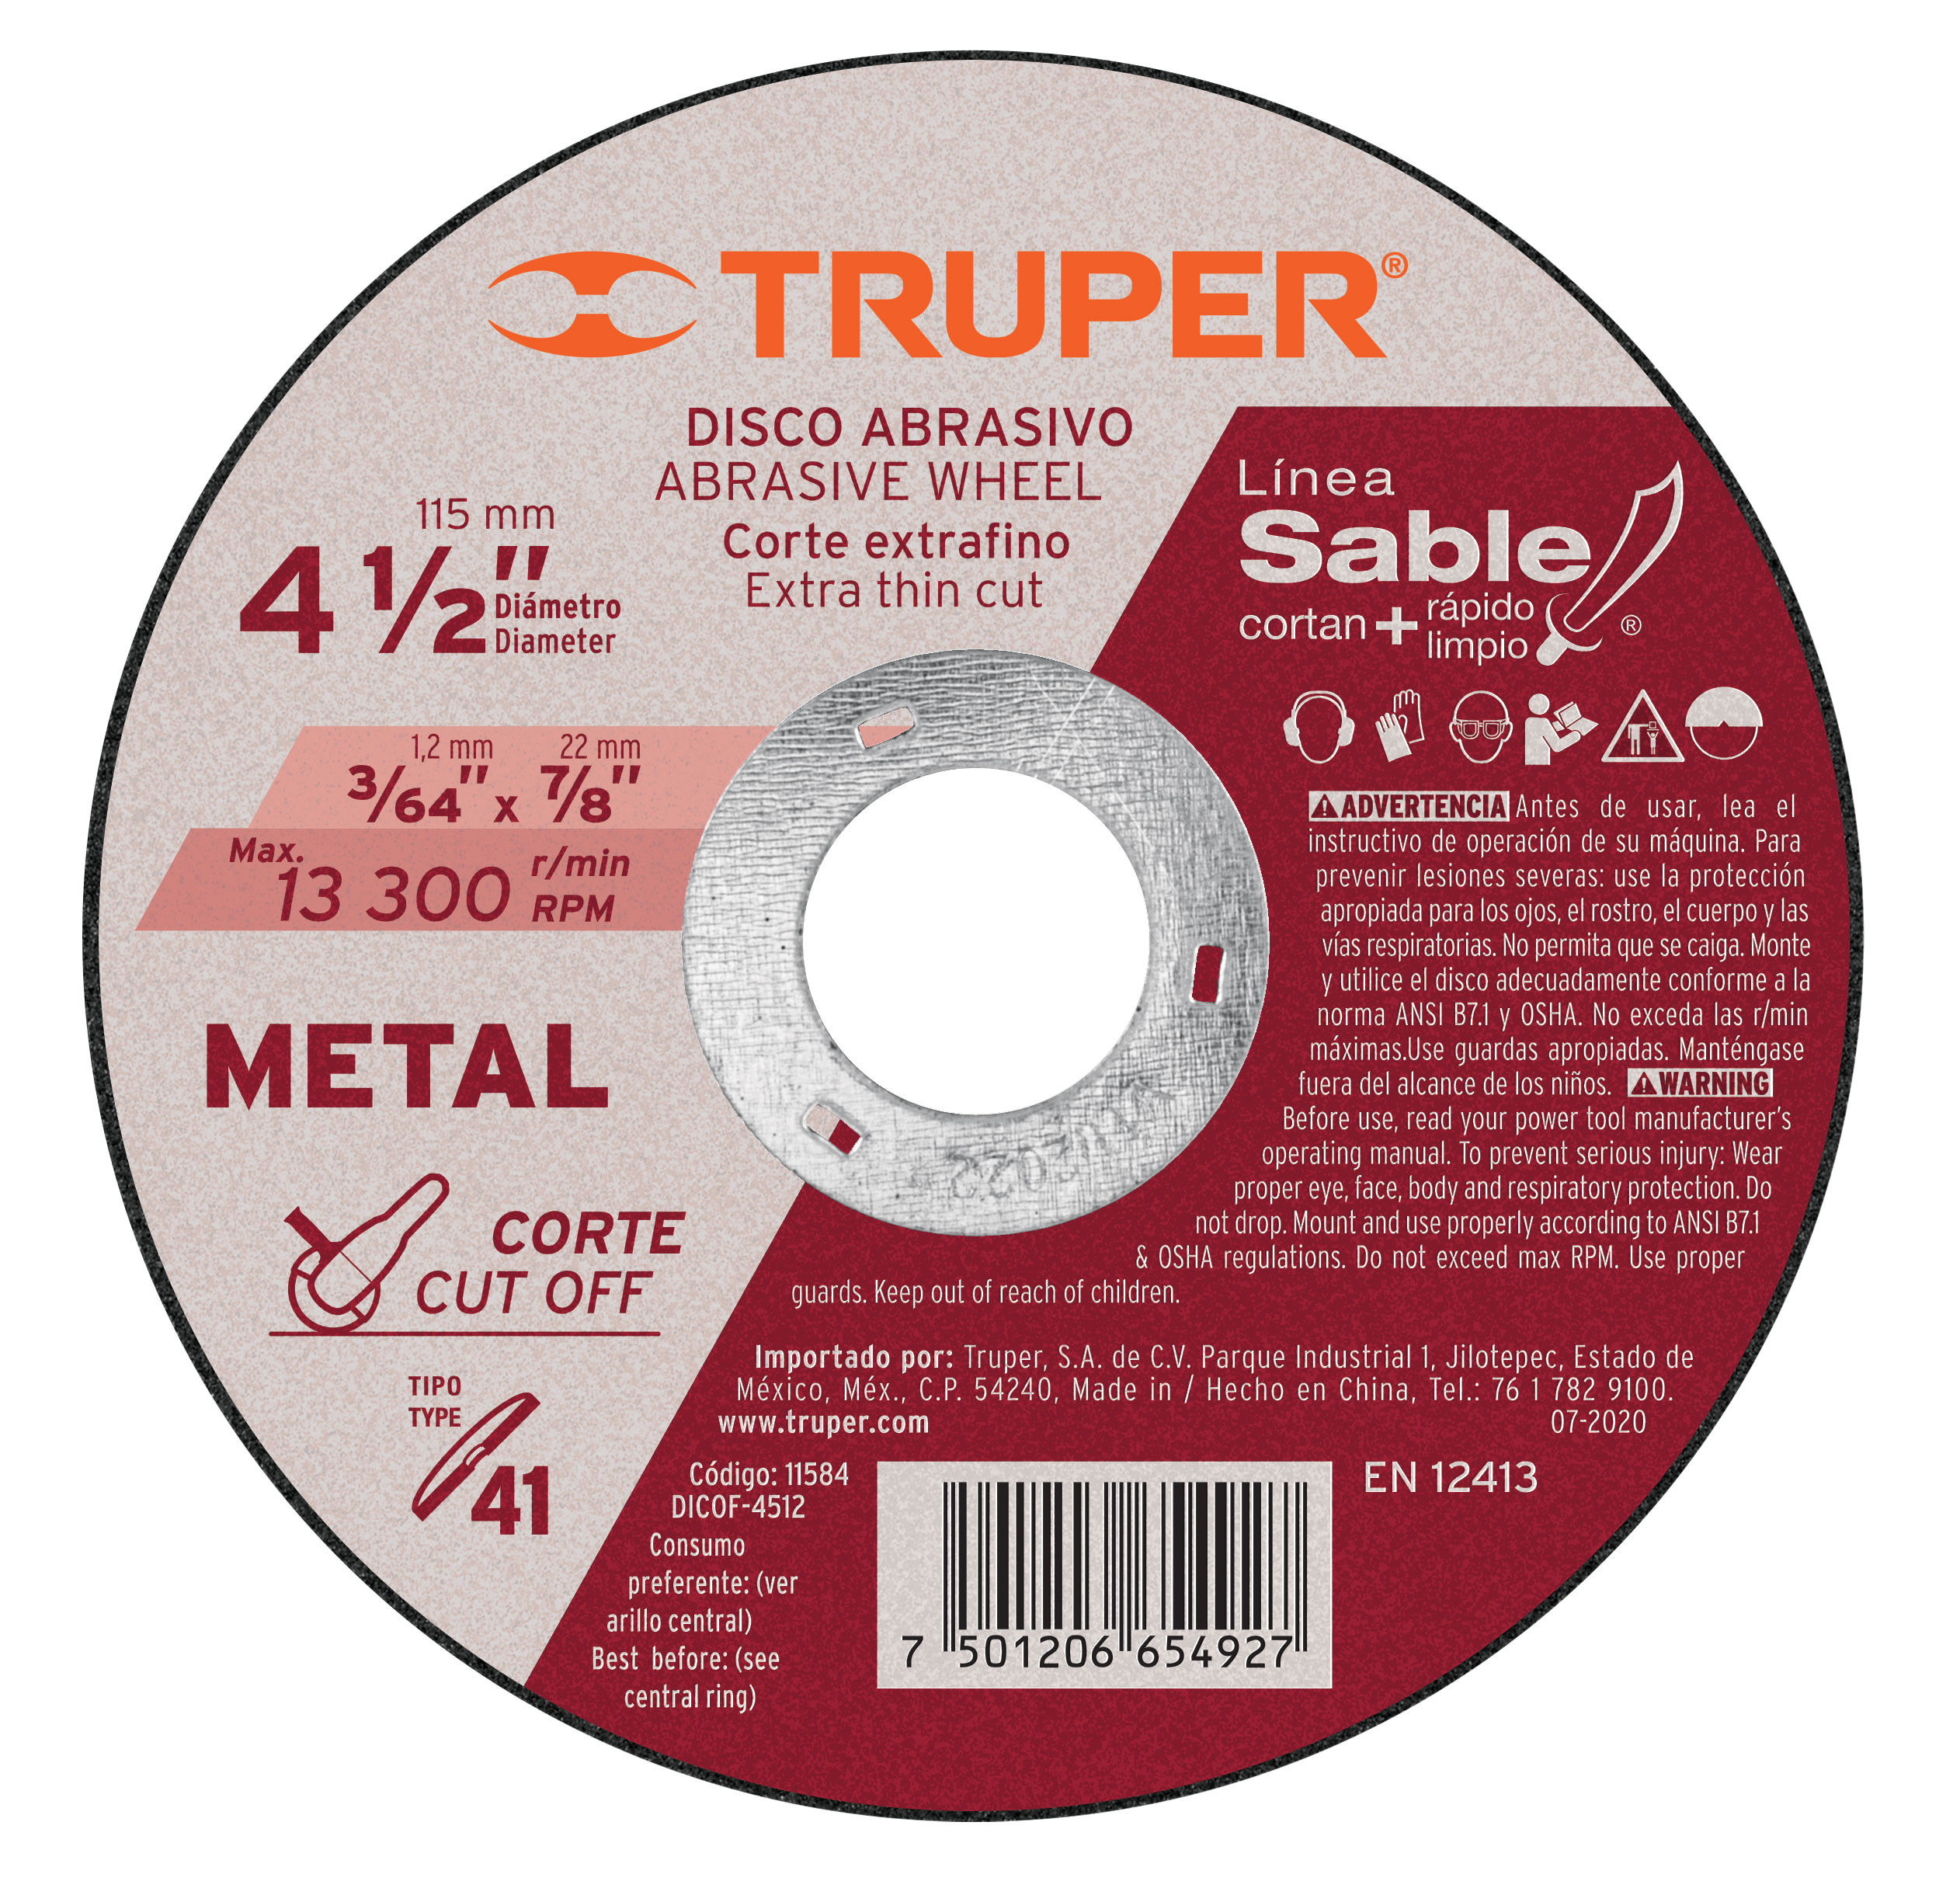 TRUPER®
DISCO ABRASIVO
ABRASIVE WHEEL
Corte extrafino
Extra thin cut
115 mm
4 1/2"
Diámetro
Diameter
1,2 mm 22 mm
3/64" x 7/8"
Max.
13 300 r/min
RPM
METAL
CORTE
CUT OFF
TIPO
TYPE
41
Línea
Sable
cortan + rápido
limpio
®
ADVERTENCIA Antes de usar, lea el
instructivo de operación de su máquina. Para
prevenir lesiones severas: use la protección
apropiada para los ojos, el rostro, el cuerpo y las
vías respiratorias. No permita que se caiga. Monte
y utilice el disco adecuadamente conforme a la
norma ANSI B7.1 y OSHA. No exceda las r/min
máximas.Use guardas apropiadas. Manténgase
fuera del alcance de los niños. WARNING
Before use, read your power tool manufacturer's
operating manual. To prevent serious injury: Wear
proper eye, face, body and respiratory protection. Do
not drop. Mount and use properly according to ANSI B7.1
& OSHA regulations. Do not exceed max RPM. Use proper
guards. Keep out of reach of children.
Importado por: Truper, S.A. de C.V. Parque Industrial 1, Jilotepec, Estado de
México, Méx., C.P. 54240, Made in / Hecho en China, Tel.: 76 1 782 9100.
www.truper.com 07-2020
Código: 11584
DICOF-4512
Consumo
preferente: (ver
arillo central)
Best before: (see
central ring)
7 501206 654927
EN 12413